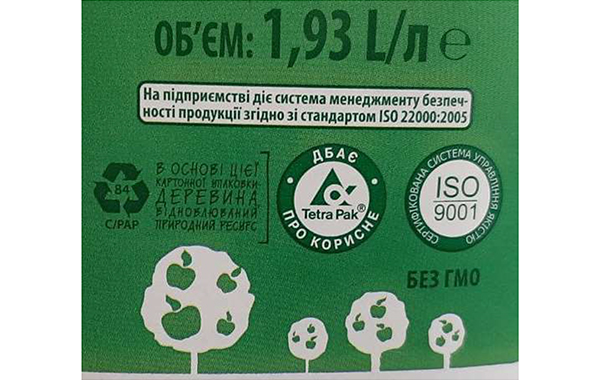 ОБ'ЄМ: 1,93 L/л ℮
На підприємстві діє система менеджменту безпеч-
ності продукції згідно зі стандартом ISO 22000:2005
84
C/PAP
В ОСНОВІ ЦІЄЇ
КАРТОННОЇ УПАКОВКИ
ДЕРЕВИНА,
ВІДНОВЛЮВАНИЙ
ПРИРОДНИЙ РЕСУРС
ДБАЄ
Tetra Pak®
ПРО КОРИСНЕ
СЕРТИФІКОВАНА СИСТЕМА УПРАВЛІННЯ ЯКІСТЮ
ISO
9001
БЕЗ ГМО